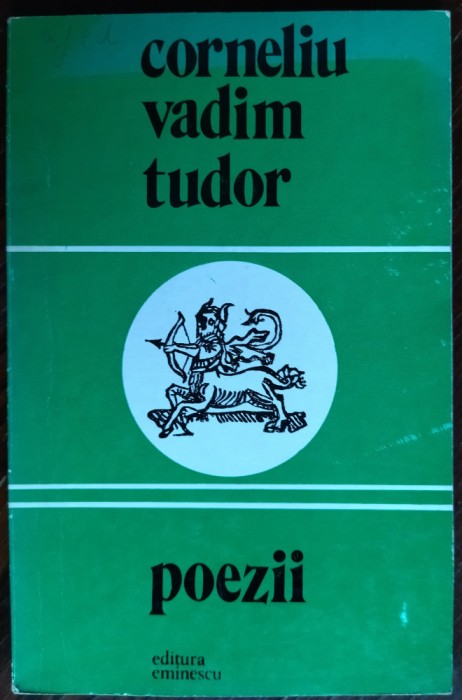 corneliu
vadim
tudor
poezii
editura
eminescu